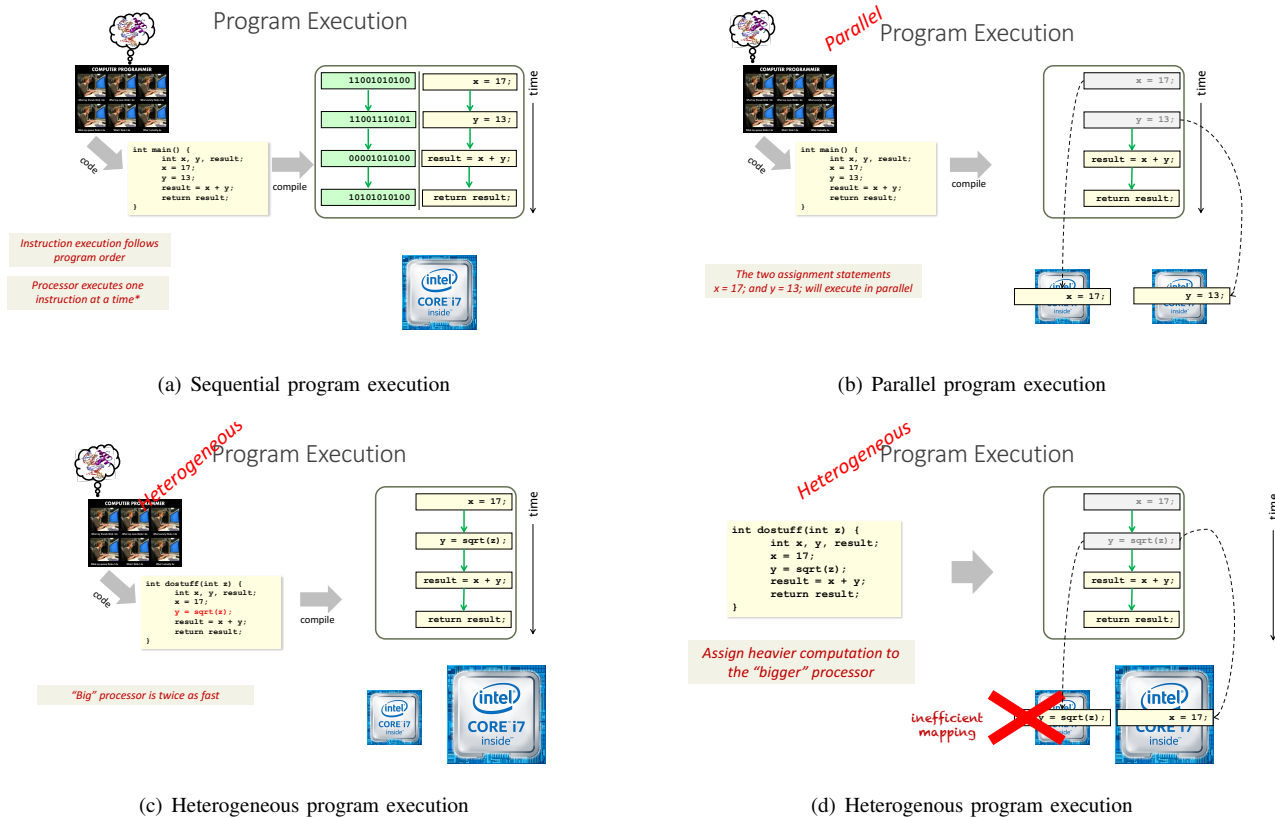 Program Execution
COMPUTER PROGRAMMER
code
int main() {
int x, y, result;
x = 17;
y = 13;
result = x + y;
return result;
}
compile
11001010100
x = 17;
11001110101
y = 13;
00001010100
result = x + y;
10101010100
return result;
time
Instruction execution follows
program order
Processor executes one
instruction at a time*
intel
CORE i7
inside™
(a) Sequential program execution
Parallel
Program Execution
COMPUTER PROGRAMMER
code
int main() {
int x, y, result;
x = 17;
y = 13;
result = x + y;
return result;
}
compile
x = 17;
y = 13;
result = x + y;
return result;
time
The two assignment statements
x = 17; and y = 13; will execute in parallel
x = 17;
y = 13;
(b) Parallel program execution
Heterogeneous
Program Execution
COMPUTER PROGRAMMER
code
int dostuff(int z) {
int x, y, result;
x = 17;
y = sqrt(z);
result = x + y;
return result;
}
compile
x = 17;
y = sqrt(z);
result = x + y;
return result;
time
"Big" processor is twice as fast
intel
CORE i7
inside™
intel
CORE i7
inside™
(c) Heterogeneous program execution
Heterogeneous
Program Execution
int dostuff(int z) {
int x, y, result;
x = 17;
y = sqrt(z);
result = x + y;
return result;
}
x = 17;
y = sqrt(z);
result = x + y;
return result;
time
Assign heavier computation to
the "bigger" processor
inefficient
mapping
y = sqrt(z);
intel
x = 17;
inside™
(d) Heterogenous program execution